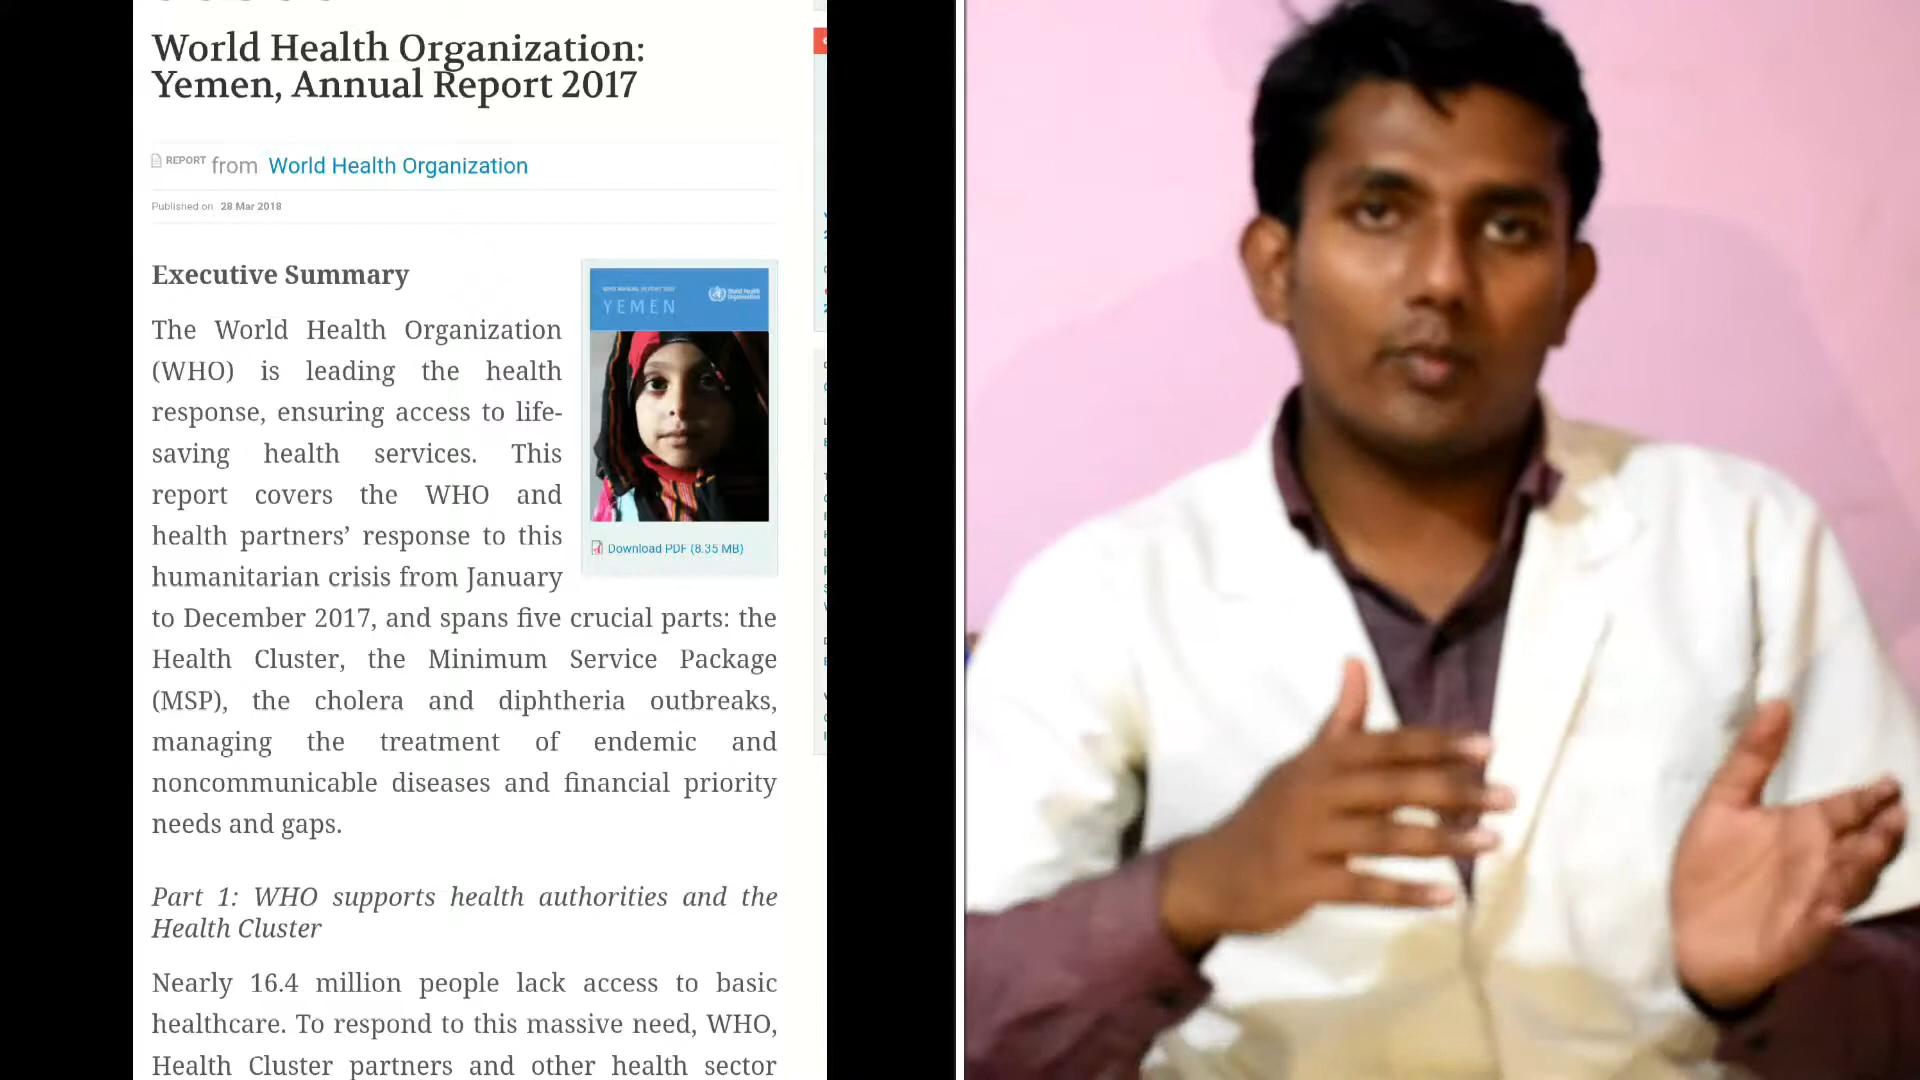 World Health Organization:
Yemen, Annual Report 2017
REPORT from World Health Organization
Published on 28 Mar 2018
Executive Summary
YEMEN
World Health
Organization
Download PDF (8.35 MB)
The World Health Organization
(WHO) is leading the health
response, ensuring access to life-
saving health services. This
report covers the WHO and
health partners’ response to this
humanitarian crisis from January
to December 2017, and spans five crucial parts: the
Health Cluster, the Minimum Service Package
(MSP), the cholera and diphtheria outbreaks,
managing the treatment of endemic and
noncommunicable diseases and financial priority
needs and gaps.
Part 1: WHO supports health authorities and the
Health Cluster
Nearly 16.4 million people lack access to basic
healthcare. To respond to this massive need, WHO,
Health Cluster partners and other health sector